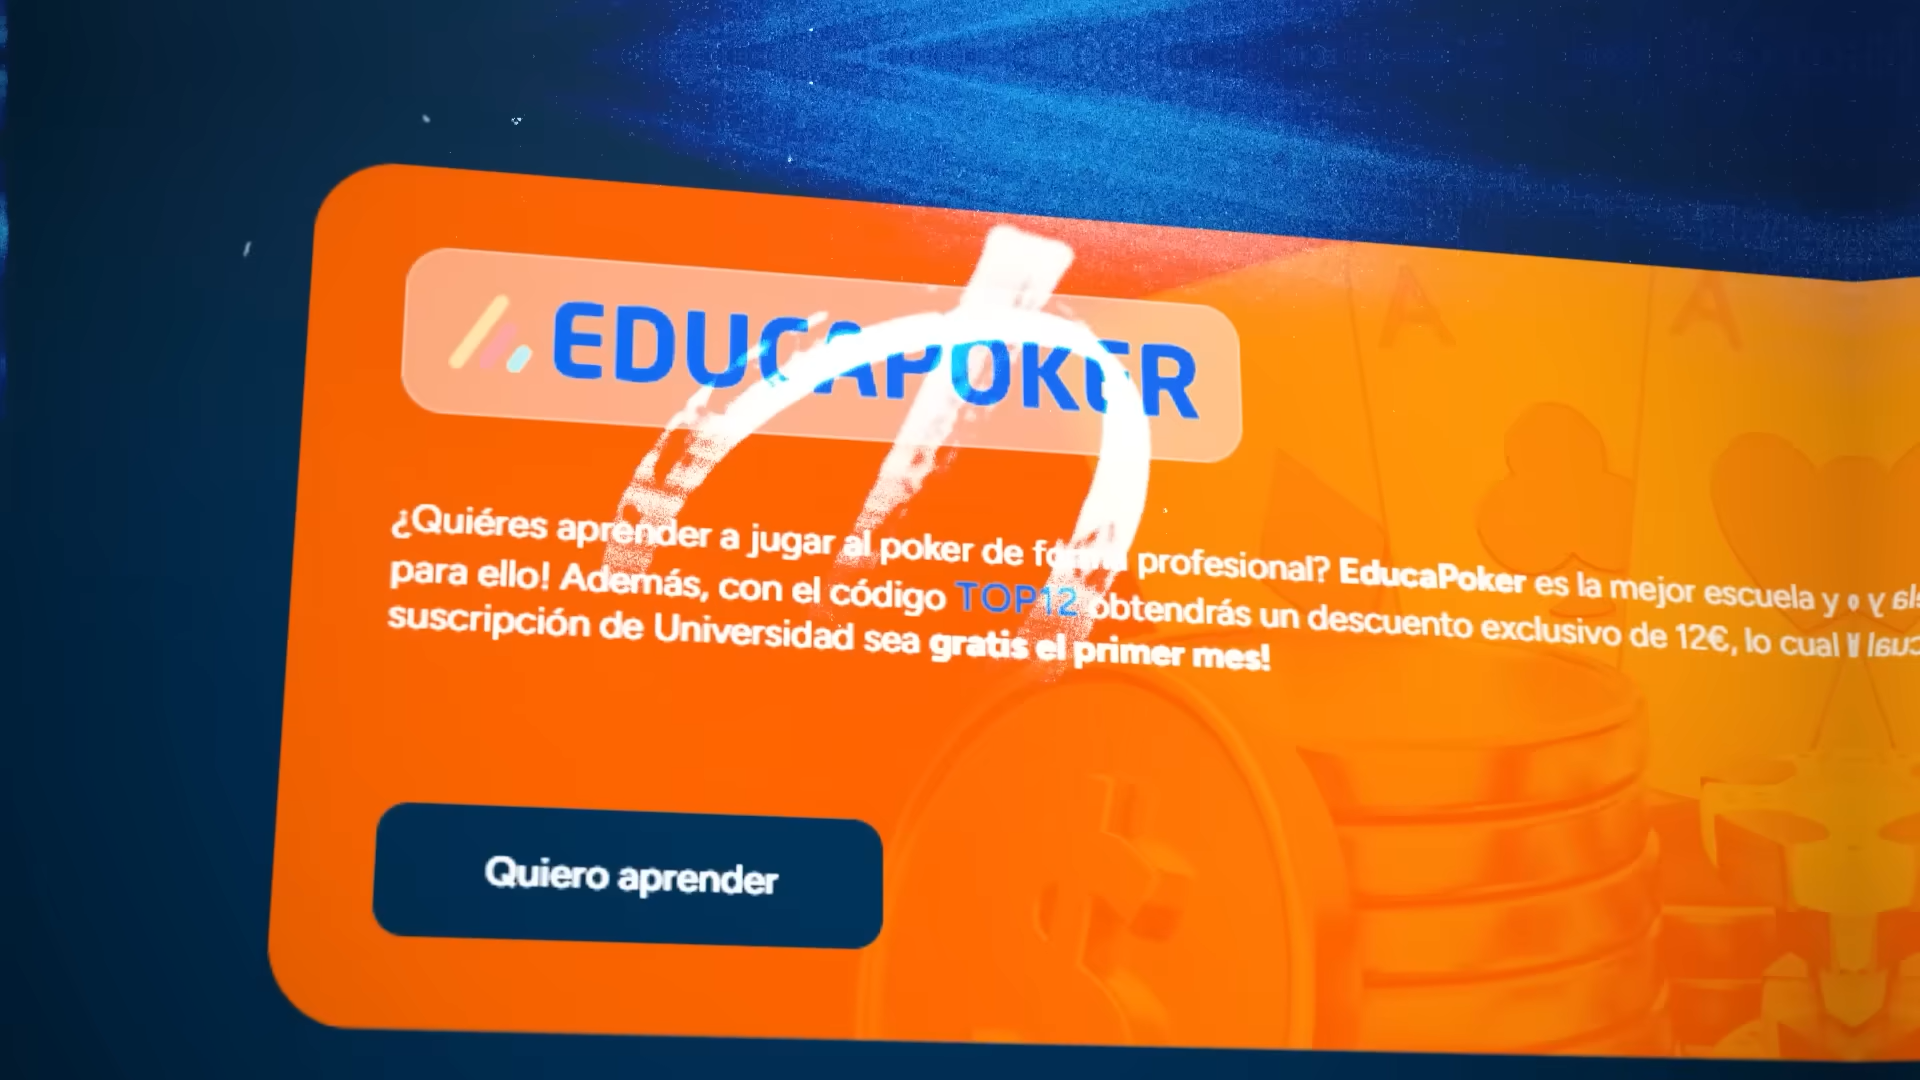 EDUCAPOKER
¿Quiéres aprender a jugar al poker de forma profesional? EducaPoker es la mejor escuela y
para ello! Además, con el código TOP12 obtendrás un descuento exclusivo de 12€, lo cual
suscripción de Universidad sea gratis el primer mes!
Quiero aprender